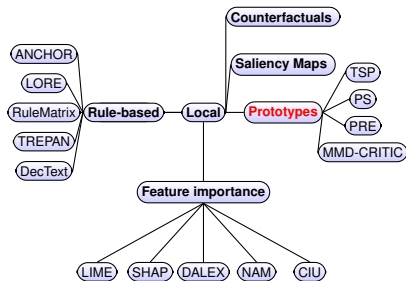 Counterfactuals
ANCHOR
Saliency Maps
TSP
LORE
PS
RuleMatrix
Rule-based
Local
Prototypes
PRE
TREPAN
MMD-CRITIC
DecText
Feature importance
LIME
SHAP
DALEX
NAM
CIU